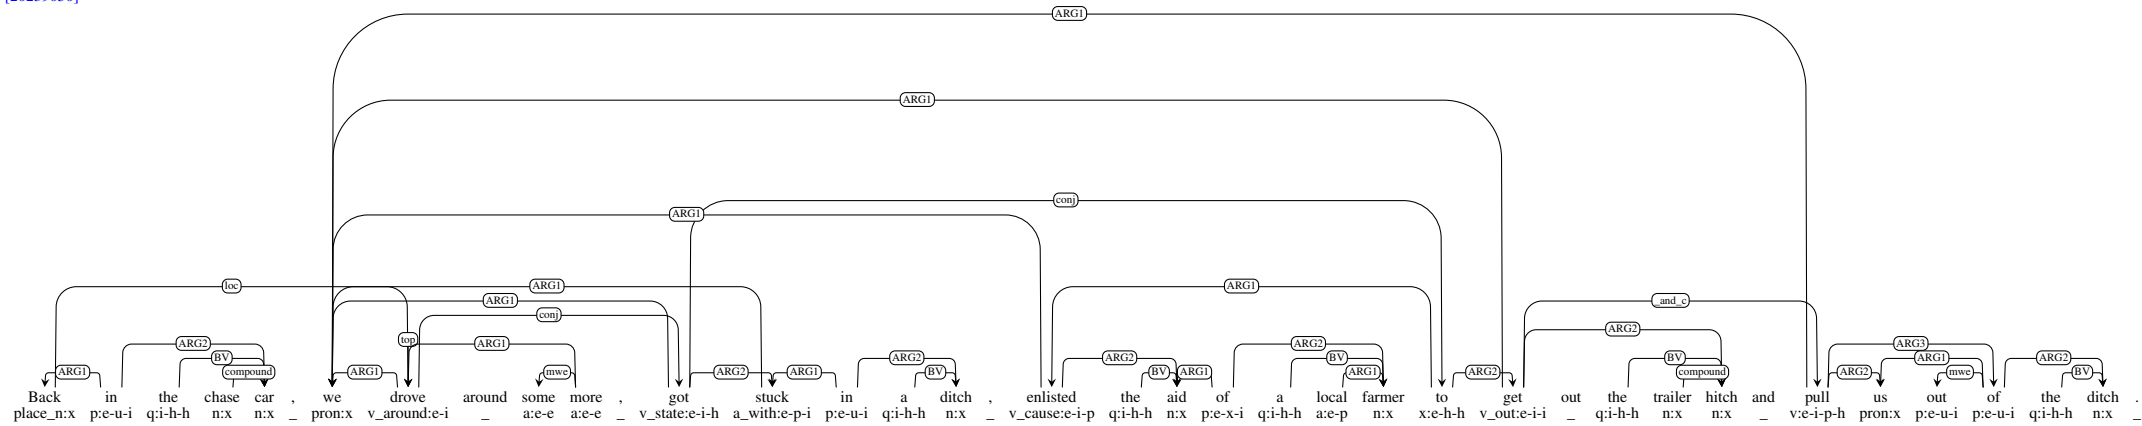 ARG1
ARG1
conj
ARG1
loc ARG1 ARG1
ARG1 _and_c
conj
ARG2
top
ARG2 ARG1 ARG2 ARG3
BV ARG2 ARG2 BV BV ARG1 ARG2
ARG1 compound ARG1 mwe ARG2 ARG1 BV BV ARG1 ARG1 ARG2 compound ARG2 mwe BV
Back in the chase car , we drove around some more , got stuck in a ditch , enlisted the aid of a local farmer to get out the trailer hitch and pull us out of the ditch .
place_n:x p:e-u-i q:i-h-h n:x n:x _ pron:x v_around:e-i _ a:e-e a:e-e _ v_state:e-i-h a_with:e-p-i p:e-u-i q:i-h-h n:x _ v_cause:e-i-p q:i-h-h n:x p:e-x-i q:i-h-h a:e-p n:x x:e-h-h v_out:e-i-i _ q:i-h-h n:x n:x _ v:e-i-p-h pron:x p:e-u-i p:e-u-i q:i-h-h n:x _